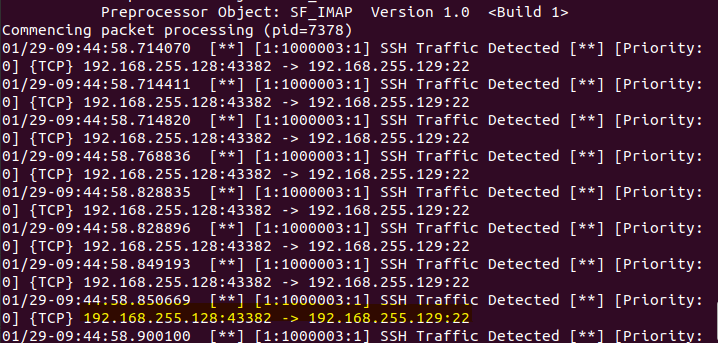 Preprocessor Object: SF_IMAP  Version 1.0  <Build 1>
Commencing packet processing (pid=7378)
01/29-09:44:58.714070  [**] [1:1000003:1] SSH Traffic Detected [**] [Priority:
0] {TCP} 192.168.255.128:43382 -> 192.168.255.129:22
01/29-09:44:58.714411  [**] [1:1000003:1] SSH Traffic Detected [**] [Priority:
0] {TCP} 192.168.255.128:43382 -> 192.168.255.129:22
01/29-09:44:58.714820  [**] [1:1000003:1] SSH Traffic Detected [**] [Priority:
0] {TCP} 192.168.255.128:43382 -> 192.168.255.129:22
01/29-09:44:58.768836  [**] [1:1000003:1] SSH Traffic Detected [**] [Priority:
0] {TCP} 192.168.255.128:43382 -> 192.168.255.129:22
01/29-09:44:58.828835  [**] [1:1000003:1] SSH Traffic Detected [**] [Priority:
0] {TCP} 192.168.255.128:43382 -> 192.168.255.129:22
01/29-09:44:58.828896  [**] [1:1000003:1] SSH Traffic Detected [**] [Priority:
0] {TCP} 192.168.255.128:43382 -> 192.168.255.129:22
01/29-09:44:58.849193  [**] [1:1000003:1] SSH Traffic Detected [**] [Priority:
0] {TCP} 192.168.255.128:43382 -> 192.168.255.129:22
01/29-09:44:58.850669  [**] [1:1000003:1] SSH Traffic Detected [**] [Priority:
0] {TCP} 192.168.255.128:43382 -> 192.168.255.129:22
01/29-09:44:58.900100  [**] [1:1000003:1] SSH Traffic Detected [**] [Priority: